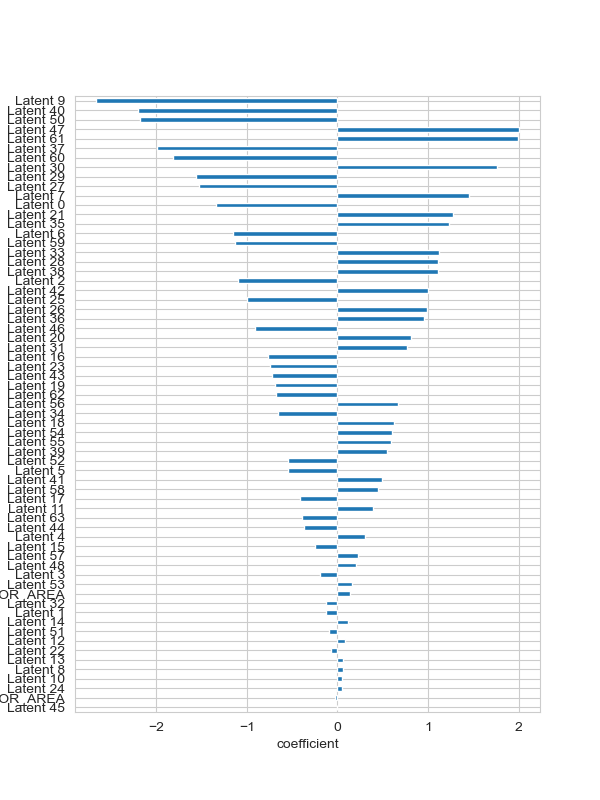 Latent 9
Latent 40
Latent 50
Latent 47
Latent 61
Latent 37
Latent 60
Latent 30
Latent 29
Latent 27
Latent 7
Latent 0
Latent 21
Latent 35
Latent 6
Latent 59
Latent 33
Latent 28
Latent 38
Latent 2
Latent 42
Latent 25
Latent 26
Latent 36
Latent 46
Latent 20
Latent 31
Latent 16
Latent 23
Latent 43
Latent 19
Latent 62
Latent 56
Latent 34
Latent 18
Latent 54
Latent 55
Latent 39
Latent 52
Latent 5
Latent 41
Latent 58
Latent 17
Latent 11
Latent 63
Latent 44
Latent 4
Latent 15
Latent 57
Latent 48
Latent 3
Latent 53
OR_AREA
Latent 32
Latent 1
Latent 14
Latent 51
Latent 12
Latent 22
Latent 13
Latent 8
Latent 10
Latent 24
OR_AREA
Latent 45
−2 −1 0 1 2
coefficient